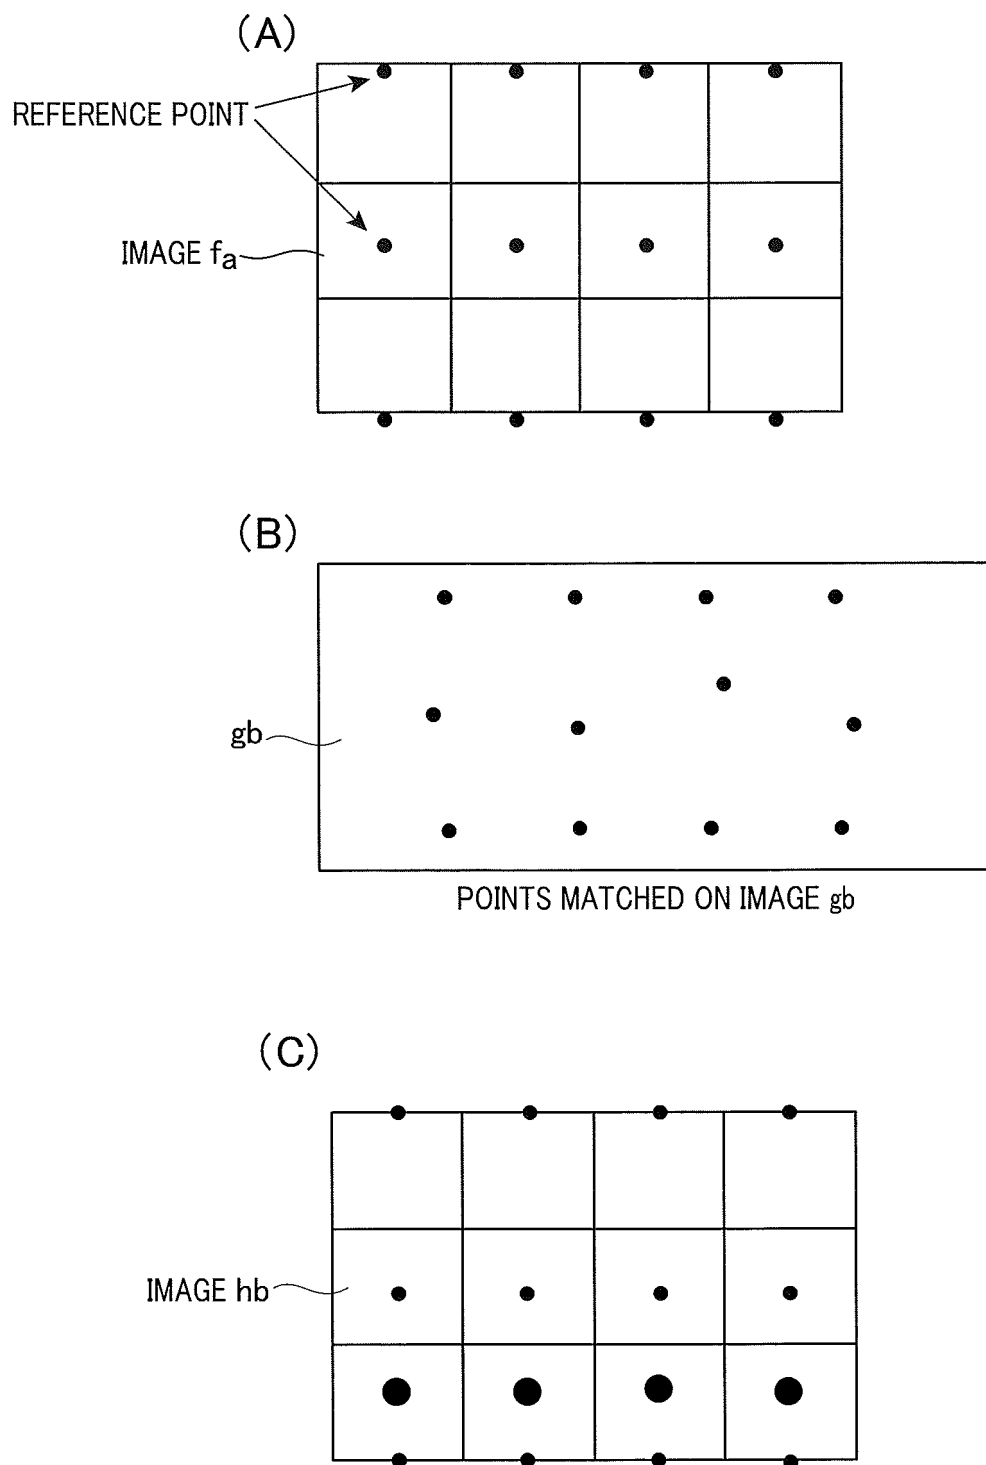 (A)
REFERENCE POINT
IMAGE fa
(B)
gb
POINTS MATCHED ON IMAGE gb
(C)
IMAGE hb